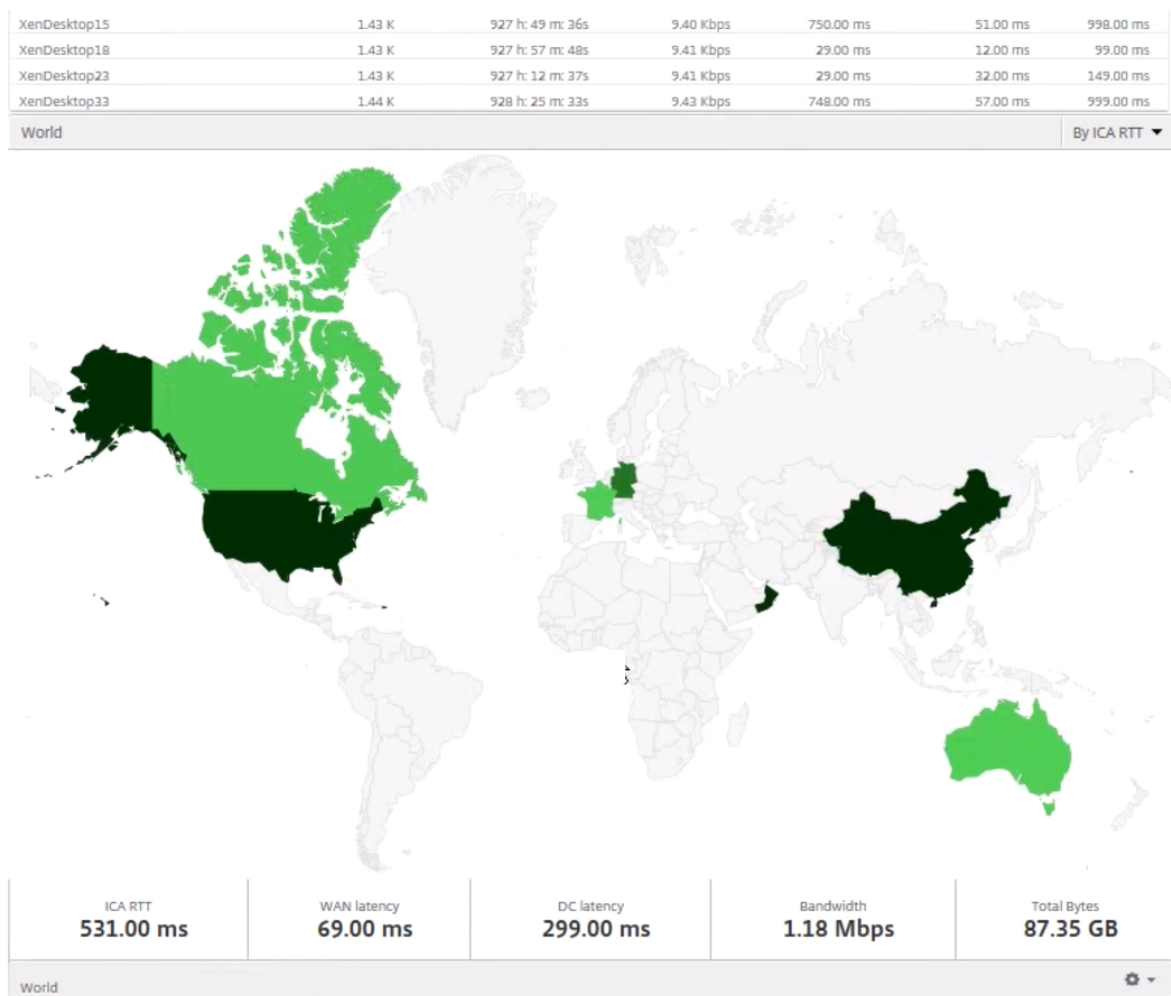 XenDesktop15 1.43 K 927 h: 49 m: 36s 9.40 Kbps 750.00 ms 51.00 ms 998.00 ms
XenDesktop18 1.43 K 927 h: 57 m: 48s 9.41 Kbps 29.00 ms 12.00 ms 99.00 ms
XenDesktop23 1.43 K 927 h: 12 m: 37s 9.41 Kbps 29.00 ms 32.00 ms 149.00 ms
XenDesktop33 1.44 K 928 h: 25 m: 33s 9.43 Kbps 748.00 ms 57.00 ms 999.00 ms
World By ICA RTT
ICA RTT WAN latency DC latency Bandwidth Total Bytes
531.00 ms 69.00 ms 299.00 ms 1.18 Mbps 87.35 GB
World